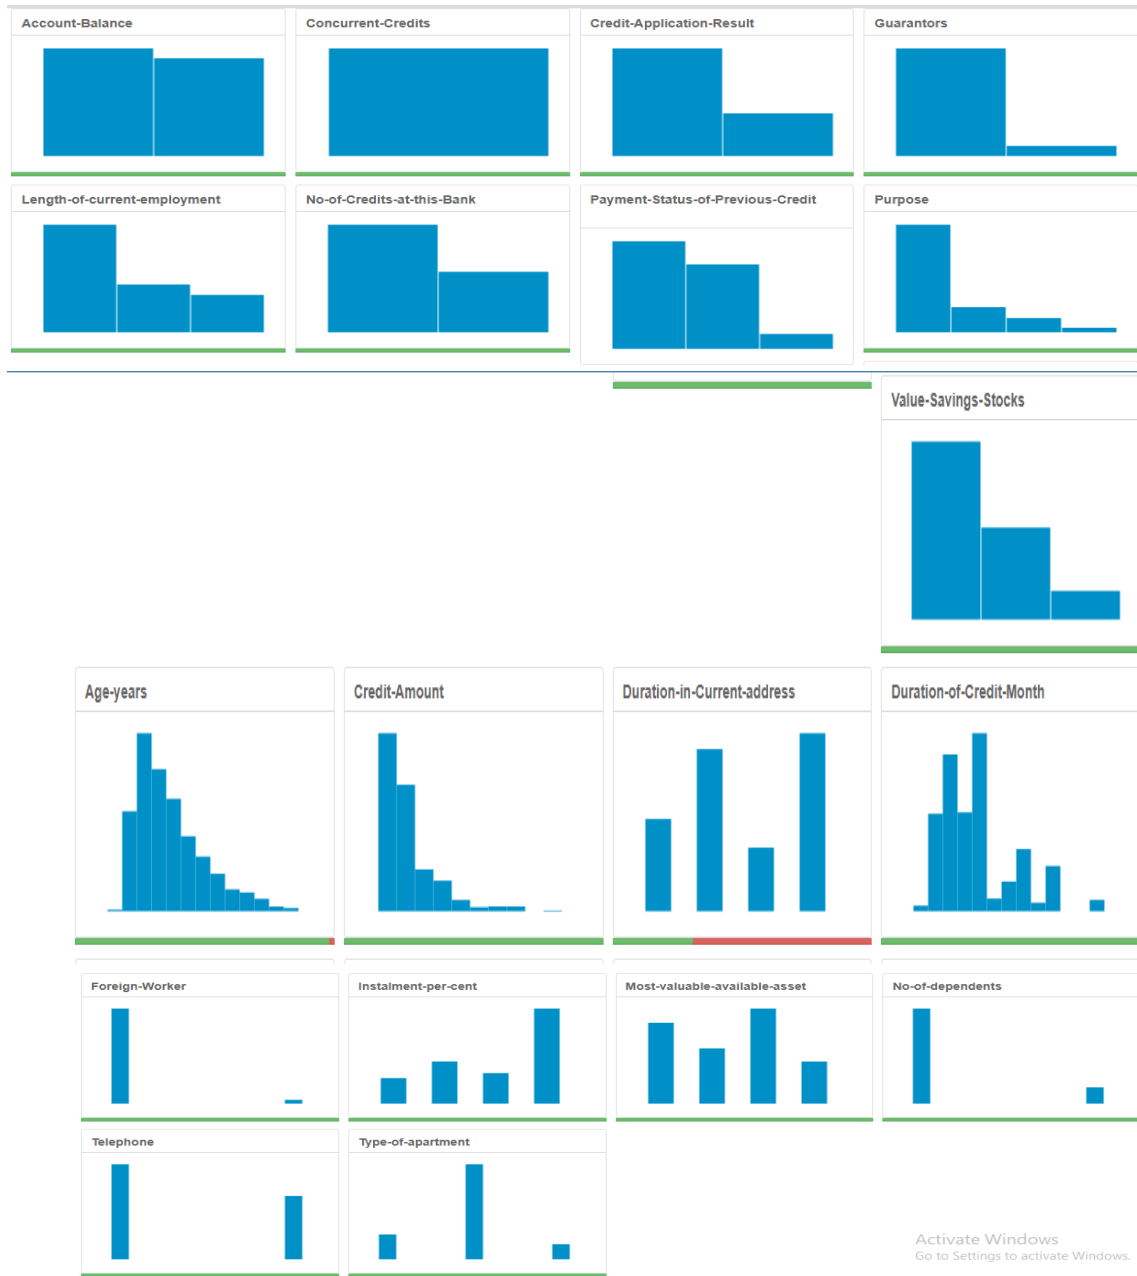 Account-Balance
Concurrent-Credits
Credit-Application-Result
Guarantors
Length-of-current-employment
No-of-Credits-at-this-Bank
Payment-Status-of-Previous-Credit
Purpose
Value-Savings-Stocks
Age-years
Credit-Amount
Duration-in-Current-address
Duration-of-Credit-Month
Foreign-Worker
Instalment-per-cent
Most-valuable-available-asset
No-of-dependents
Telephone
Type-of-apartment
Activate Windows
Go to Settings to activate Windows.